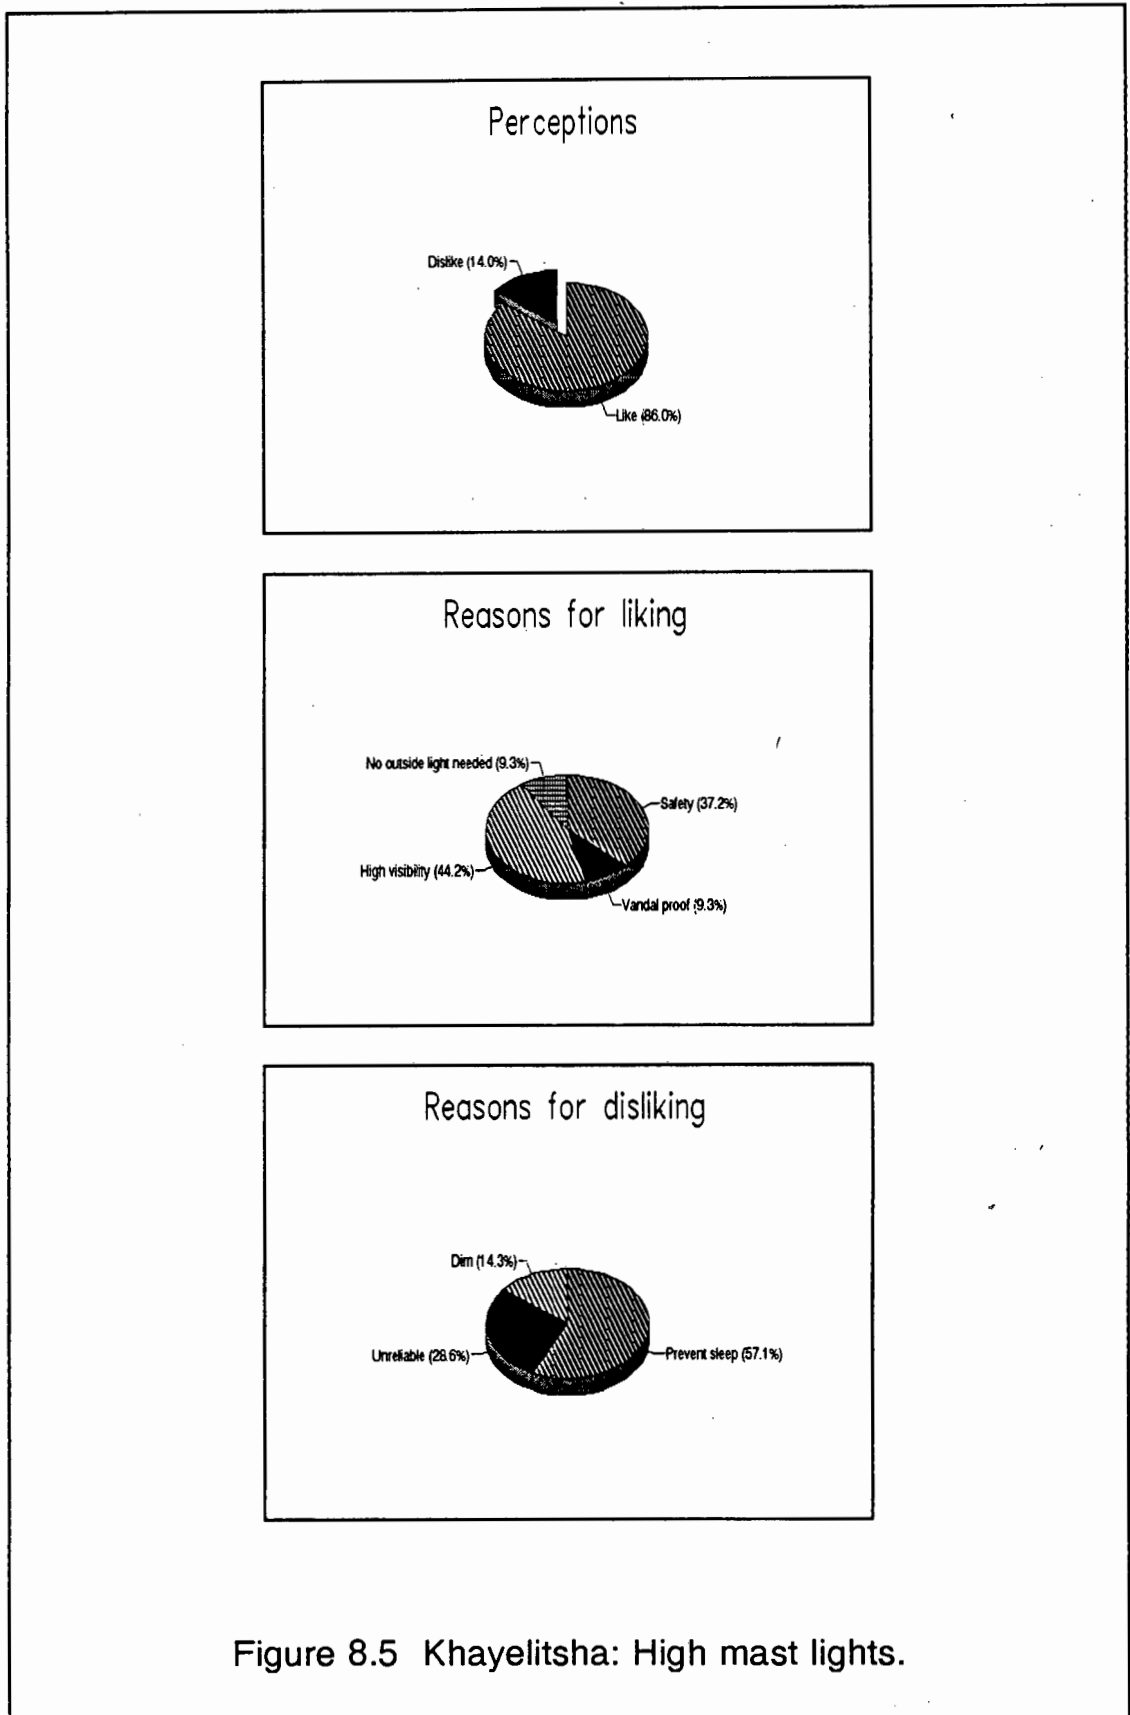 Perceptions
Dislike (14.0%)
Like (86.0%)
Reasons for liking
No outside light needed (9.3%)
Safety (37.2%)
High visibility (44.2%)
Vandal proof (9.3%)
Reasons for disliking
Dim (14.3%)
Unreliable (28.6%)
Prevent sleep (57.1%)
Figure 8.5 Khayelitsha: High mast lights.